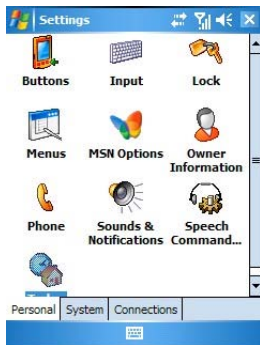 Settings
Buttons
Input
Lock
Menus
MSN Options
Owner
Information
Phone
Sounds &
Notifications
Speech
Command...
Personal
System
Connections